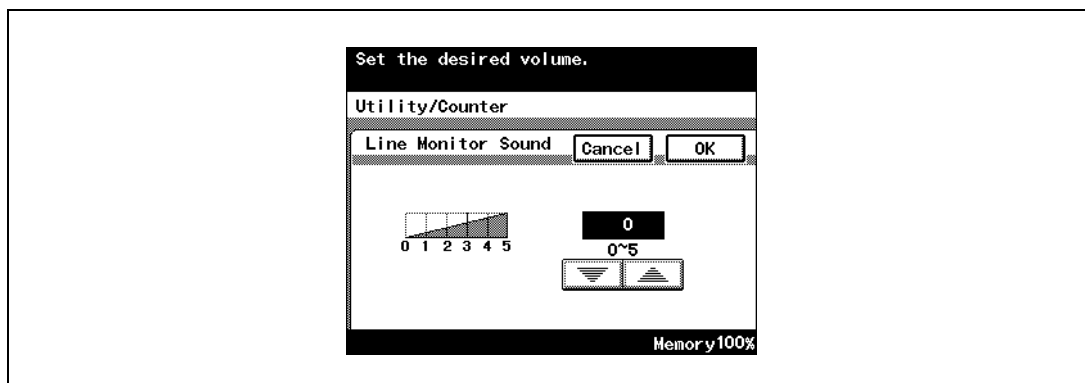 Set the desired volume.
Utility/Counter
Line Monitor Sound Cancel OK
0
0 1 2 3 4 5
0~5
Memory100%